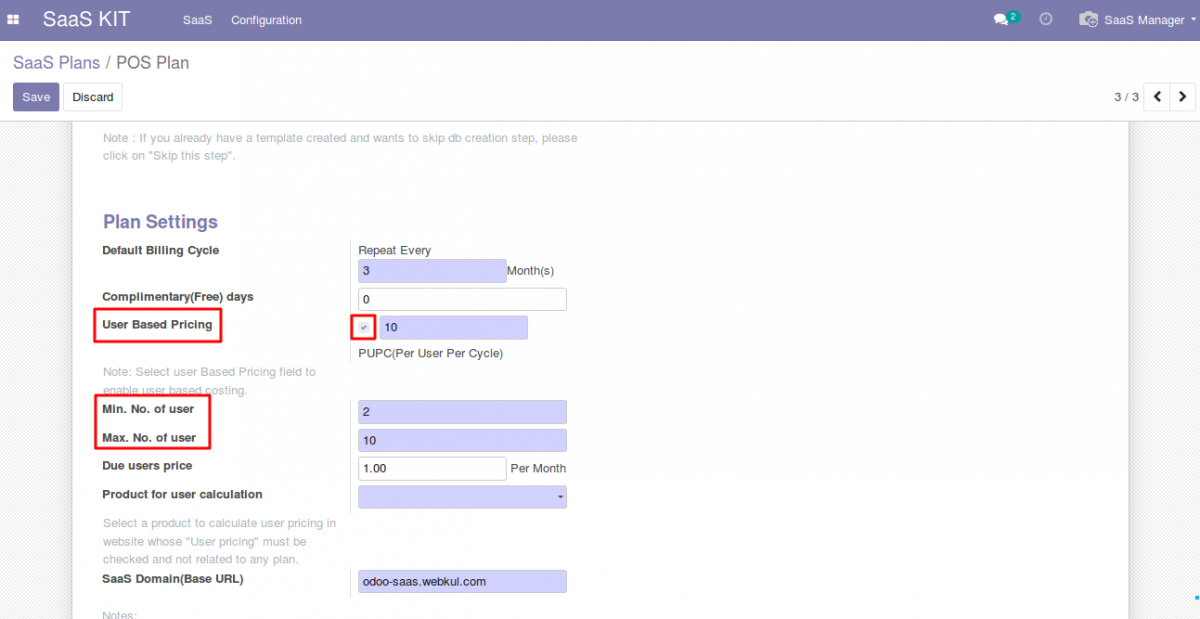 SaaS KIT SaaS Configuration 2 SaaS Manager
SaaS Plans / POS Plan
Save Discard 3 / 3
Note : If you already have a template created and wants to skip db creation step, please
click on "Skip this step".
Plan Settings
Default Billing Cycle Repeat Every
3 Month(s)
Complimentary(Free) days 0
User Based Pricing 10
PUPC(Per User Per Cycle)
Note: Select user Based Pricing field to
enable user based costing.
Min. No. of user 2
Max. No. of user 10
Due users price 1.00 Per Month
Product for user calculation
Select a product to calculate user pricing in
website whose "User pricing" must be
checked and not related to any plan.
SaaS Domain(Base URL) odoo-saas.webkul.com
Notes: